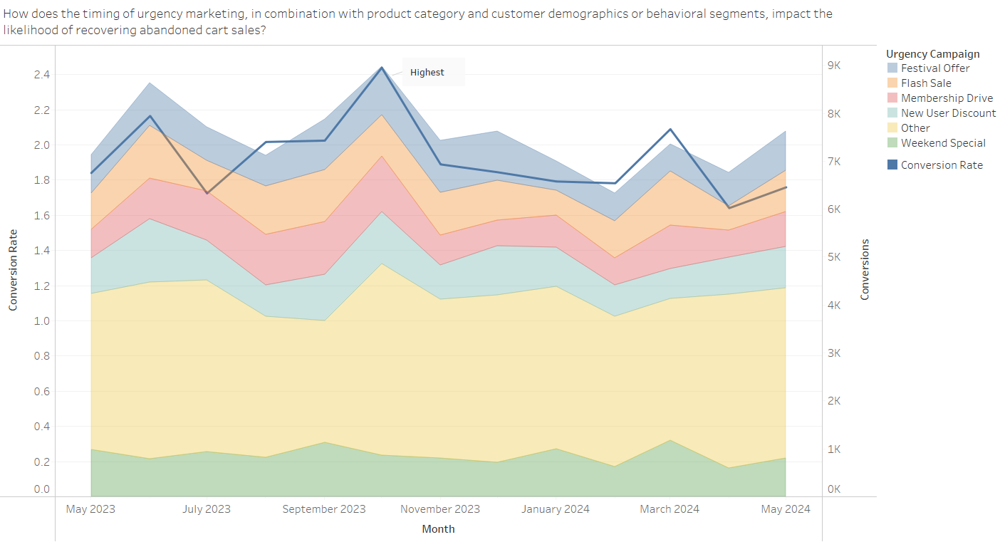 How does the timing of urgency marketing, in combination with product category and customer demographics or behavioral segments, impact the
likelihood of recovering abandoned cart sales?
Urgency Campaign
Festival Offer
Flash Sale
Membership Drive
New User Discount
Other
Weekend Special
Conversion Rate
Highest
Conversion Rate
2.4
2.2
2.0
1.8
1.6
1.4
1.2
1.0
0.8
0.6
0.4
0.2
0.0
9K
8K
7K
6K
5K
4K
3K
2K
1K
0K
Conversions
May 2023 July 2023 September 2023 November 2023 January 2024 March 2024 May 2024
Month